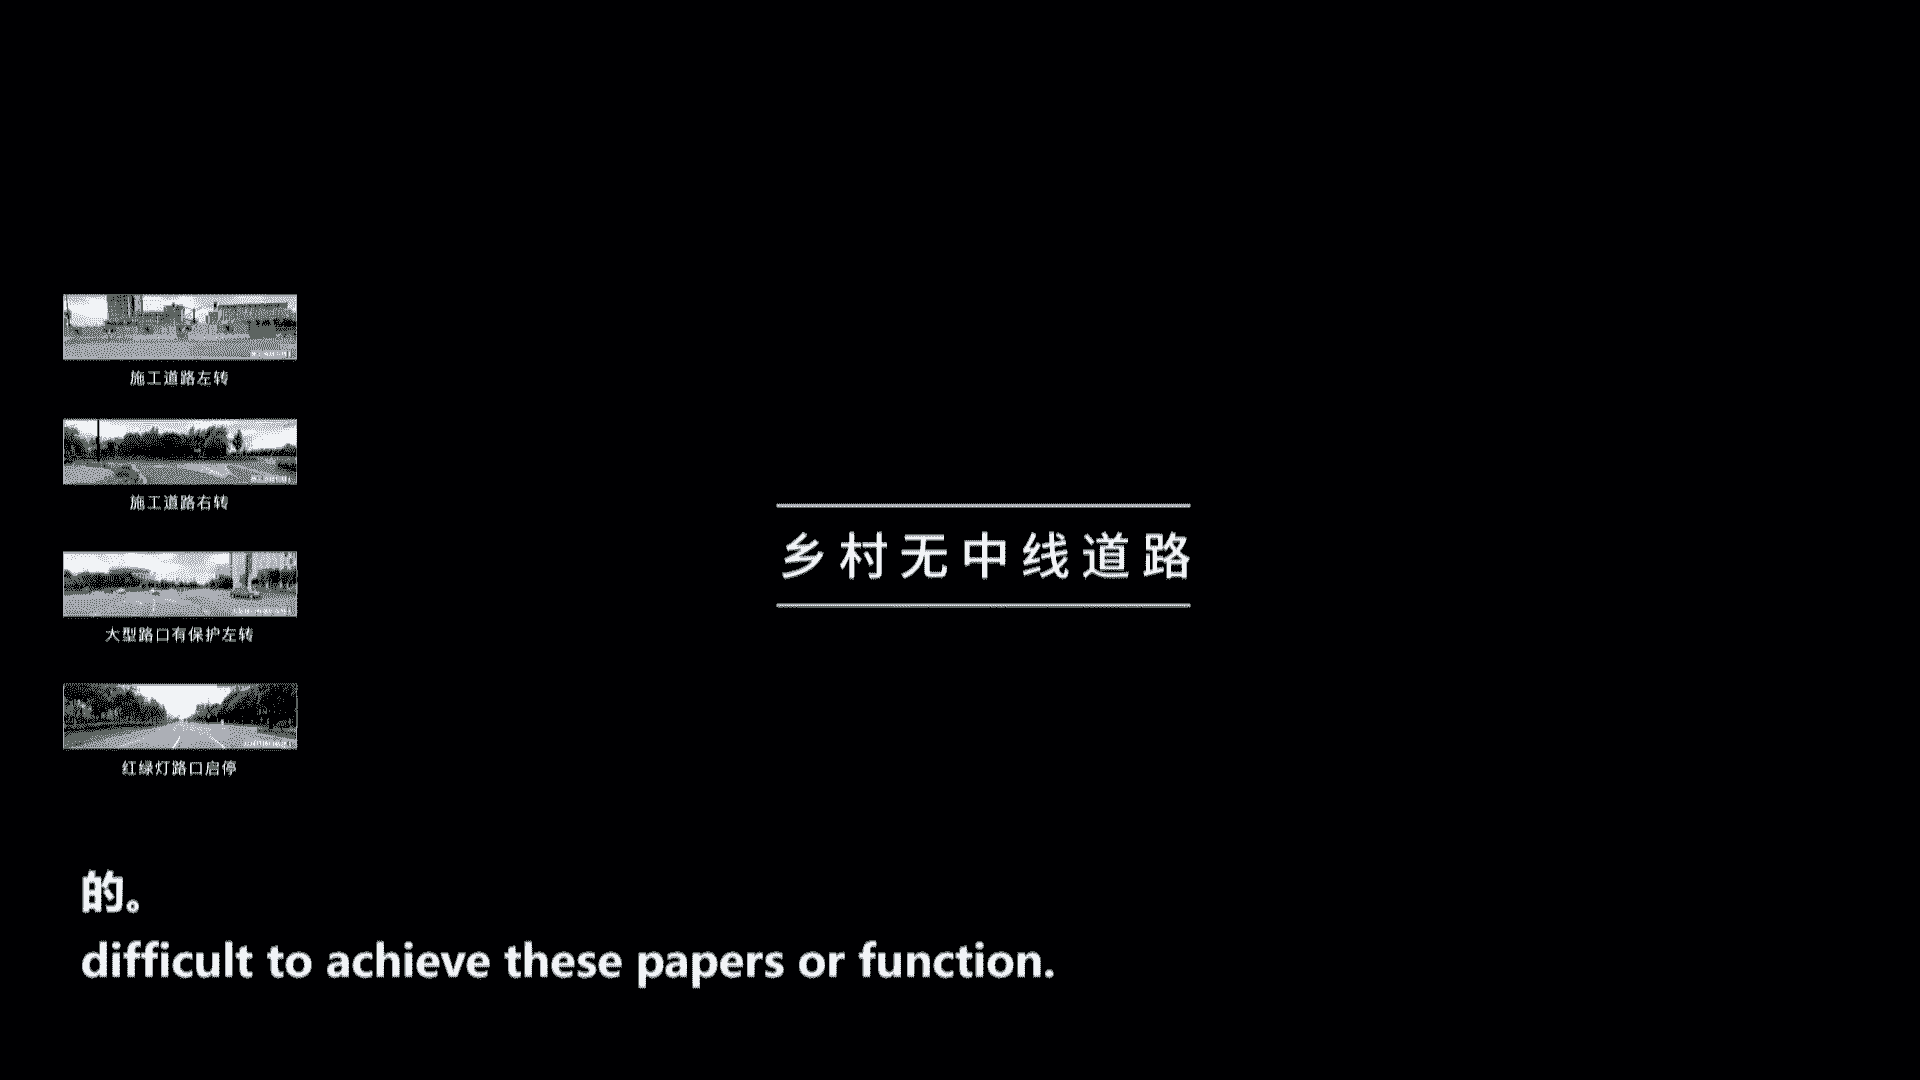 施工道路左转
施工道路右转
大型路口有保护左转
红绿灯路口启停
乡村无中线道路
的。
difficult to achieve these papers or function.